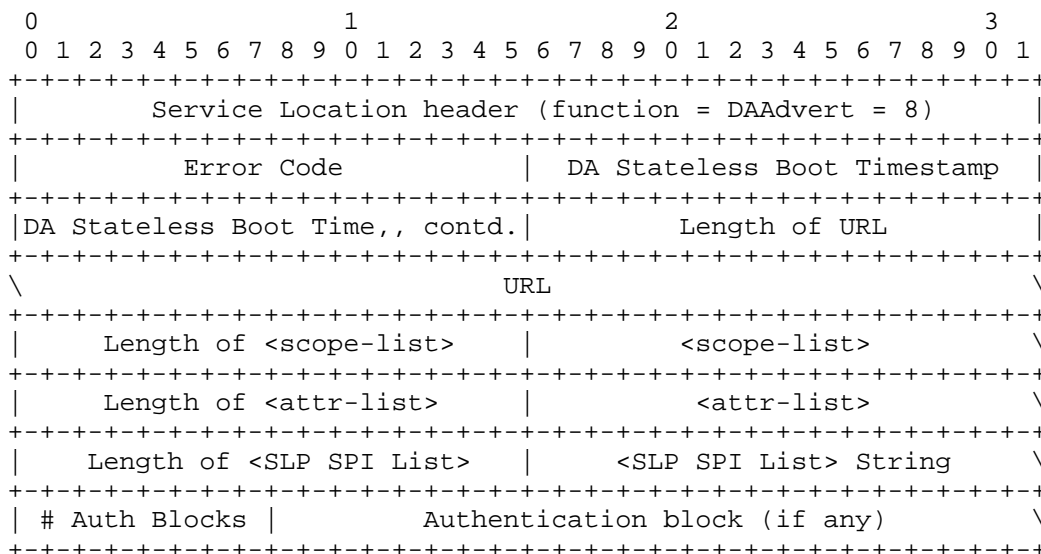 0                   1                   2                   3
 0 1 2 3 4 5 6 7 8 9 0 1 2 3 4 5 6 7 8 9 0 1 2 3 4 5 6 7 8 9 0 1
+-+-+-+-+-+-+-+-+-+-+-+-+-+-+-+-+-+-+-+-+-+-+-+-+-+-+-+-+-+-+-+-+
|        Service Location header (function = DAAdvert = 8)      |
+-+-+-+-+-+-+-+-+-+-+-+-+-+-+-+-+-+-+-+-+-+-+-+-+-+-+-+-+-+-+-+-+
|          Error Code           |  DA Stateless Boot Timestamp  |
+-+-+-+-+-+-+-+-+-+-+-+-+-+-+-+-+-+-+-+-+-+-+-+-+-+-+-+-+-+-+-+-+
|DA Stateless Boot Time,, contd.|         Length of URL         |
+-+-+-+-+-+-+-+-+-+-+-+-+-+-+-+-+-+-+-+-+-+-+-+-+-+-+-+-+-+-+-+-+
\                              URL                              \
+-+-+-+-+-+-+-+-+-+-+-+-+-+-+-+-+-+-+-+-+-+-+-+-+-+-+-+-+-+-+-+-+
|     Length of <scope-list>    |         <scope-list>          \
+-+-+-+-+-+-+-+-+-+-+-+-+-+-+-+-+-+-+-+-+-+-+-+-+-+-+-+-+-+-+-+-+
|     Length of <attr-list>     |          <attr-list>          \
+-+-+-+-+-+-+-+-+-+-+-+-+-+-+-+-+-+-+-+-+-+-+-+-+-+-+-+-+-+-+-+-+
|    Length of <SLP SPI List>   |     <SLP SPI List> String     \
+-+-+-+-+-+-+-+-+-+-+-+-+-+-+-+-+-+-+-+-+-+-+-+-+-+-+-+-+-+-+-+-+
| # Auth Blocks |         Authentication block (if any)         \
+-+-+-+-+-+-+-+-+-+-+-+-+-+-+-+-+-+-+-+-+-+-+-+-+-+-+-+-+-+-+-+-+